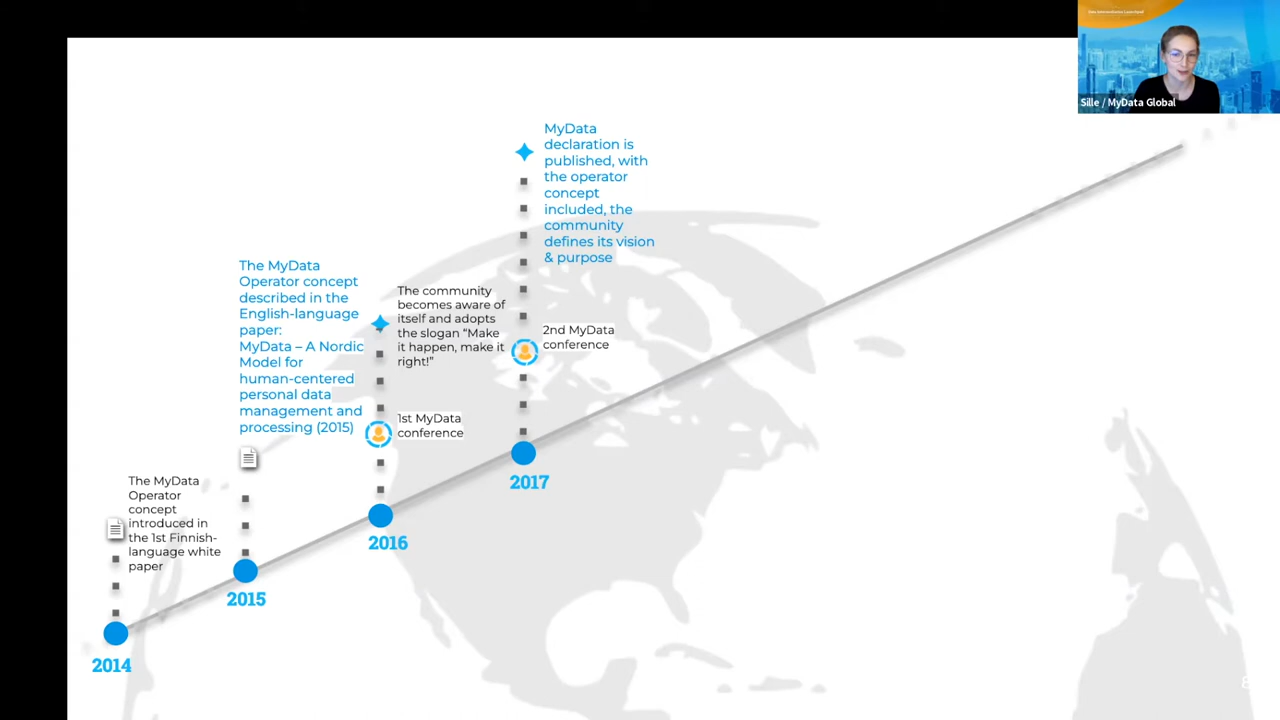 Sille / MyData Global
MyData
declaration is
published, with
the operator
concept
included, the
community
defines its vision
& purpose
The MyData
Operator concept
described in the
English-language
paper:
MyData – A Nordic
Model for
human-centered
personal data
management and
processing (2015)
The community
becomes aware of
itself and adopts
the slogan “Make
it happen, make it
right!”
2nd MyData
conference
1st MyData
conference
The MyData
Operator
concept
introduced in
the 1st Finnish-
language white
paper
2017
2016
2015
2014